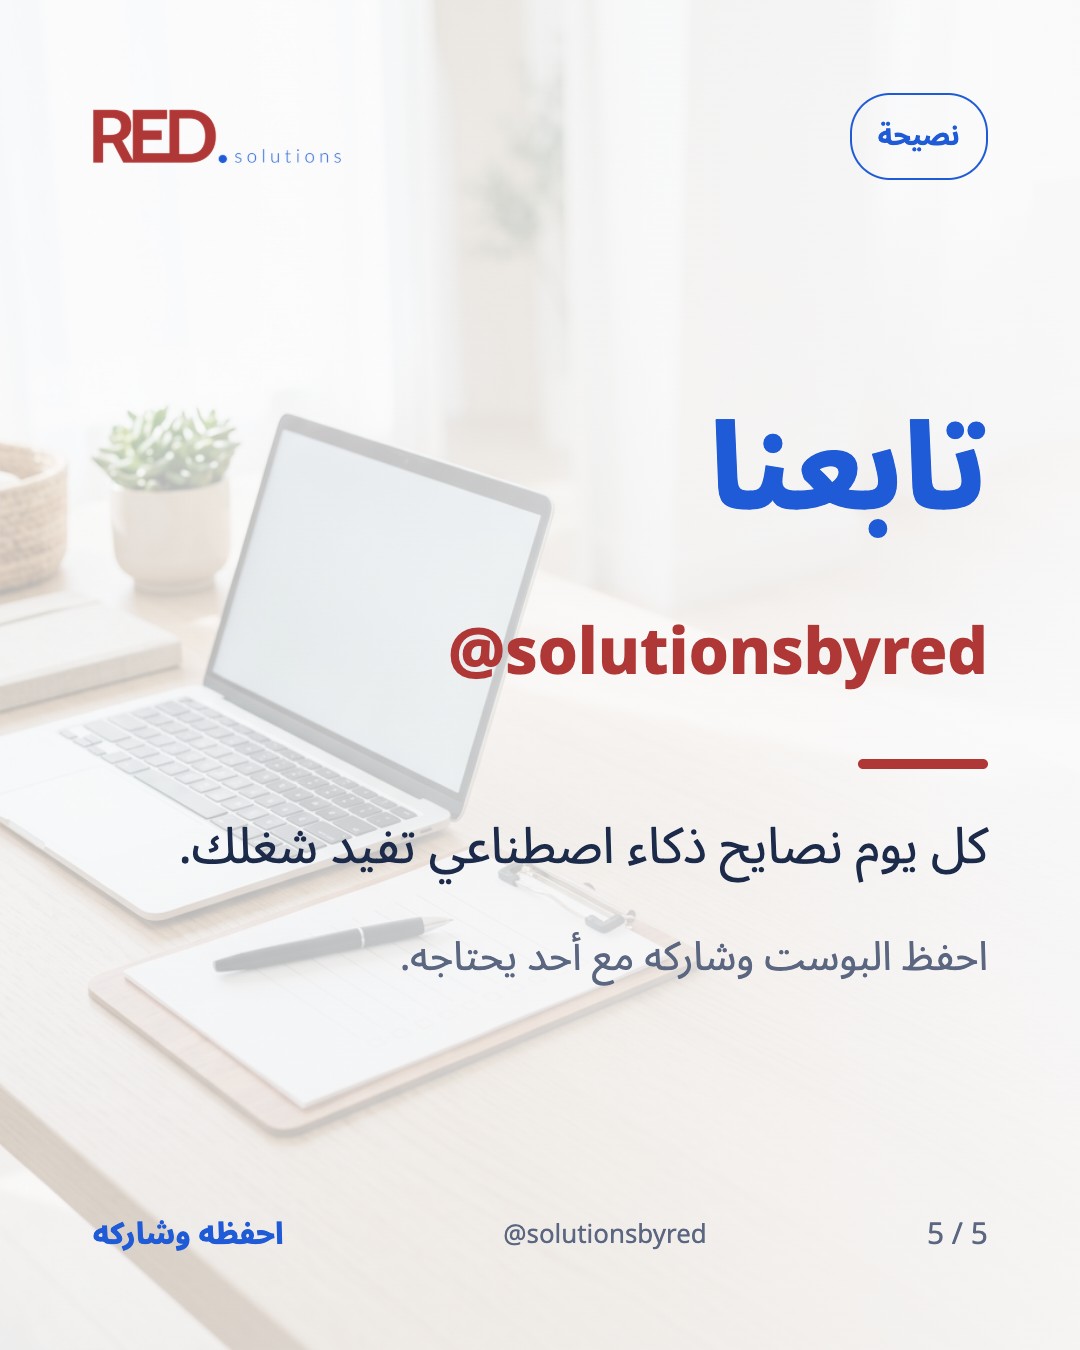 RED. solutions
نصيحة
تابعنا
@solutionsbyred
كل يوم نصايح ذكاء اصطناعي تفيد شغلك.
احفظ البوست وشاركه مع أحد يحتاجه.
احفظه وشاركه
@solutionsbyred
5 / 5